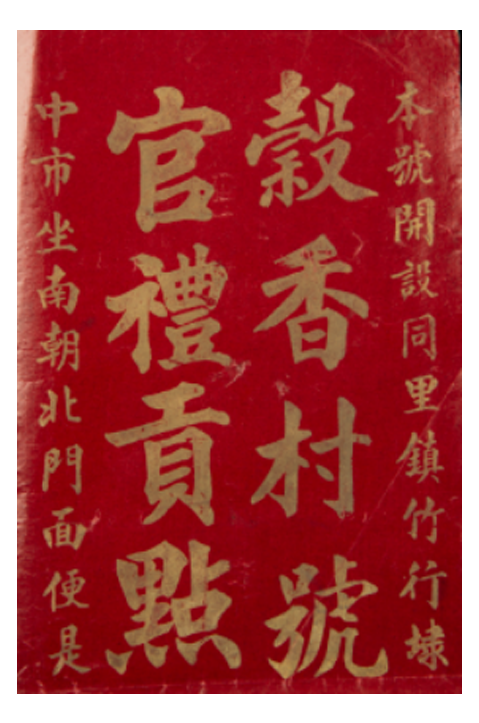 本號開設同里鎮竹行埭
穀香村號
官禮貢點
中市坐南朝北門面便是